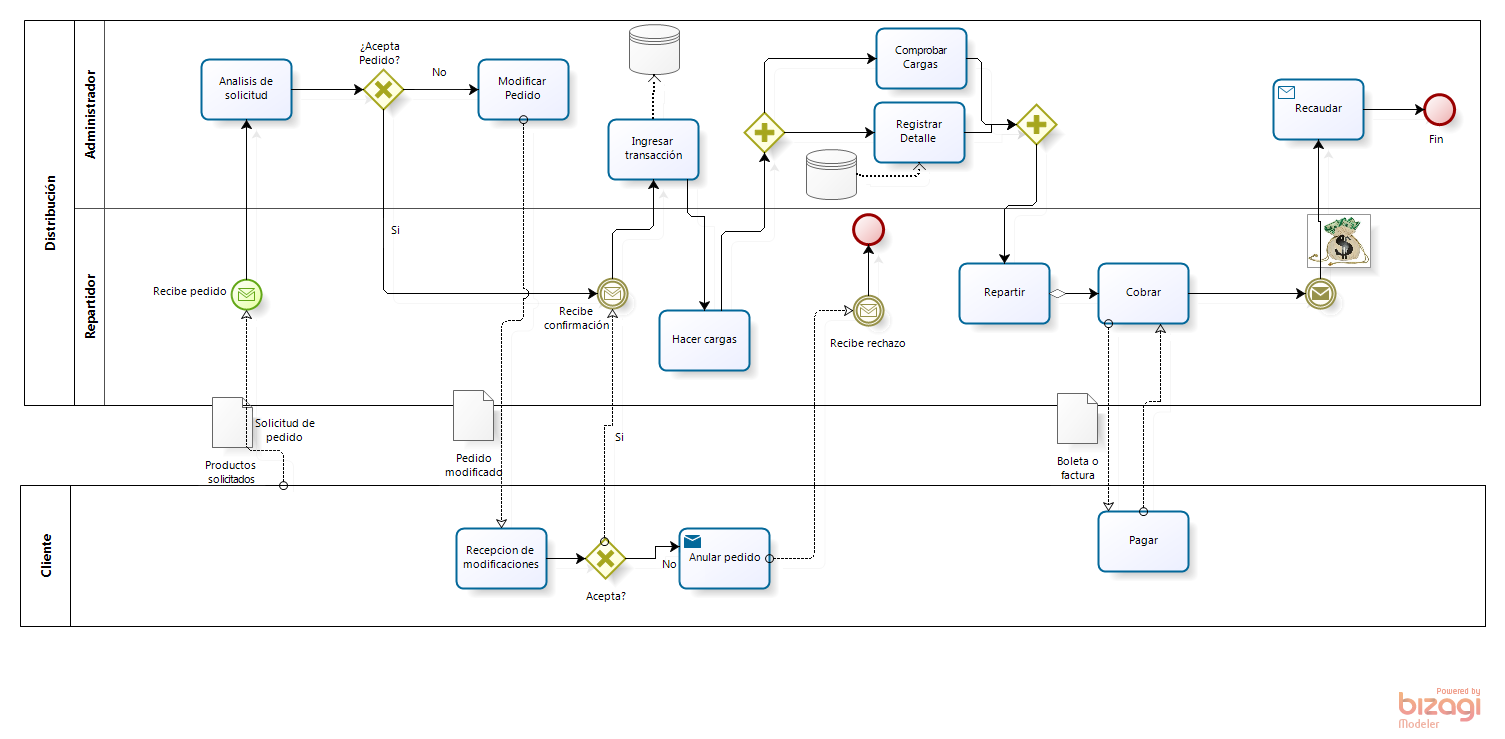 Distribución
Administrador
Analisis de
solicitud
¿Acepta
Pedido?
No
Modificar
Pedido
Ingresar
transacción
Comprobar
Cargas
Registrar
Detalle
Recaudar
Fin
Repartidor
Si
Recibe pedido
Recibe
confirmación
Hacer cargas
Recibe rechazo
Repartir
Cobrar
Solicitud de
pedido
Productos
solicitados
Pedido
modificado
Si
Boleta o
factura
Cliente
Recepcion de
modificaciones
Acepta?
No
Anular pedido
Pagar
Powered by
bizagi
Modeler